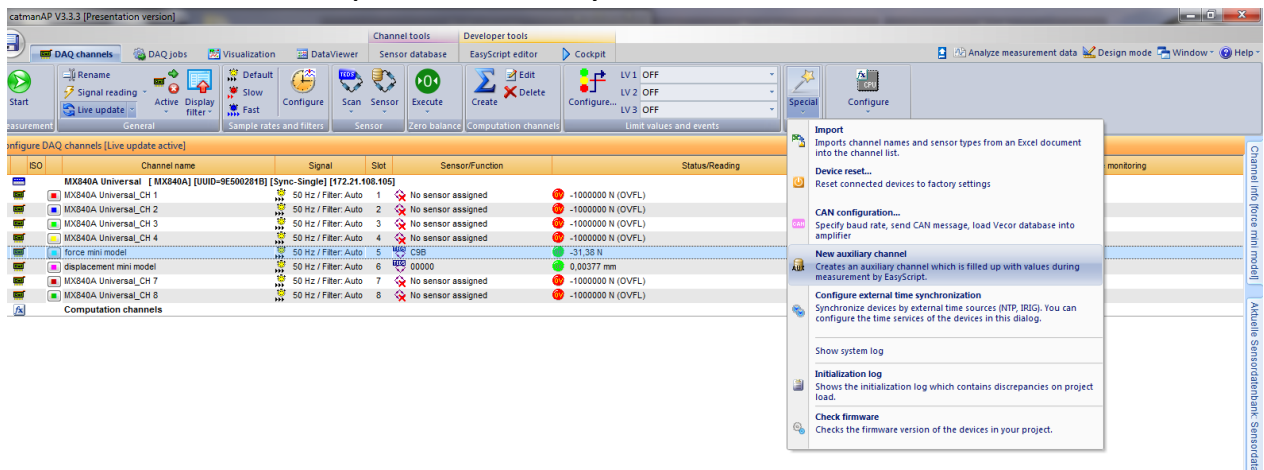 catmanAP V3.3.3 [Presentation version]
Channel tools Developer tools
DAQ channels DAQ jobs Visualization DataViewer Sensor database EasyScript editor Cockpit Analyze measurement data Design mode Window Help
Rename Default Edit LV 1 OFF
Signal reading Slow Delete LV 2 OFF
Live update Fast LV 3 OFF
Start Active Display filter Configure Scan Sensor Execute Create Configure... Special Configure
General Sample rates and filters Sensor Zero balance Computation channels Limit values and events
onfigure DAQ channels [Live update active]
ISO Channel name Signal Slot Sensor/Function Status/Reading monitoring
MX840A Universal [ MX840A] [UUID=9E500281B] [Sync-Single] [172.21.108.105]
MX840A Universal_CH 1 50 Hz / Filter: Auto 1 No sensor assigned OV -1000000 N (OVFL)
MX840A Universal_CH 2 50 Hz / Filter: Auto 2 No sensor assigned OV -1000000 N (OVFL)
MX840A Universal_CH 3 50 Hz / Filter: Auto 3 No sensor assigned OV -1000000 N (OVFL)
MX840A Universal_CH 4 50 Hz / Filter: Auto 4 No sensor assigned OV -1000000 N (OVFL)
force mini model 50 Hz / Filter: Auto 5 TEDS C9B -31,38 N
displacement mini model 50 Hz / Filter: Auto 6 TEDS 00000 0,00377 mm
MX840A Universal_CH 7 50 Hz / Filter: Auto 7 No sensor assigned OV -1000000 N (OVFL)
MX840A Universal_CH 8 50 Hz / Filter: Auto 8 No sensor assigned OV -1000000 N (OVFL)
fx Computation channels
Import
Imports channel names and sensor types from an Excel document
into the channel list.
Device reset...
Reset connected devices to factory settings
CAN configuration...
Specify baud rate, send CAN message, load Vecor database into
amplifier
New auxiliary channel
Creates an auxiliary channel which is filled up with values during
measurement by EasyScript.
Configure external time synchronization
Synchronize devices by external time sources (NTP, IRIG). You can
configure the time services of the devices in this dialog.
Show system log
Initialization log
Shows the initialization log which contains discrepancies on project
load.
Check firmware
Checks the firmware version of the devices in your project.
Channel info [force mini model]
Aktuelle Sensordatenbank: Sensordata